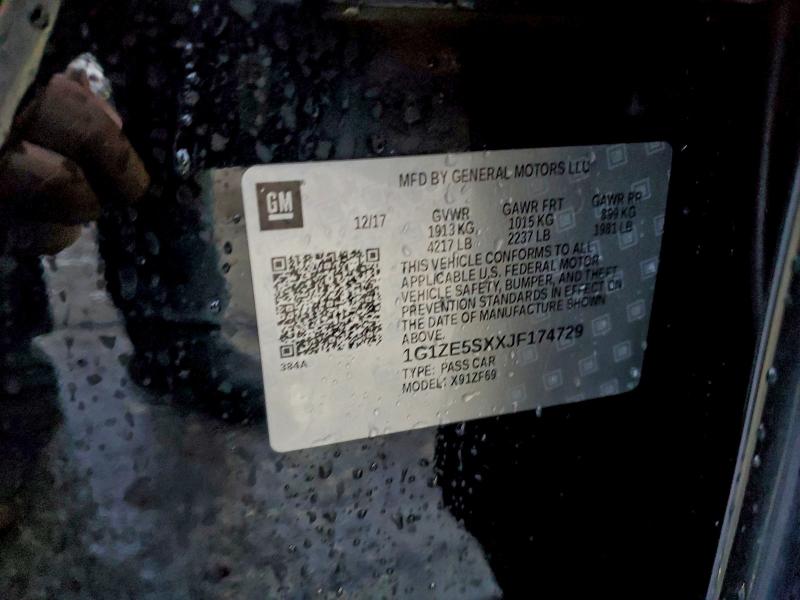 MFD BY GENERAL MOTORS LLC
GM
12/17
GVWR
1913 KG
4217 LB
GAWR FRT
1015 KG
2237 LB
GAWR RR
899 KG
1981 LB
THIS VEHICLE CONFORMS TO ALL
APPLICABLE U.S. FEDERAL MOTOR
VEHICLE SAFETY, BUMPER, AND THEFT
PREVENTION STANDARDS IN EFFECT ON
THE DATE OF MANUFACTURE SHOWN
ABOVE.
1G1ZE5SXXJF174729
TYPE: PASS CAR
MODEL: X91ZF69
384A